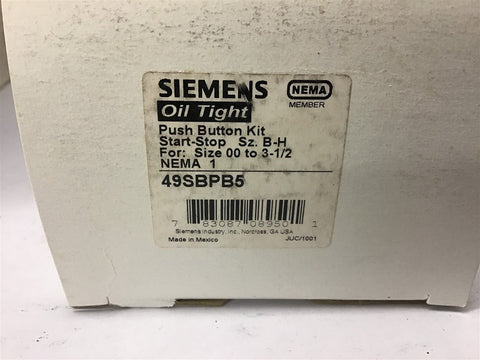 SIEMENS
NEMA
MEMBER
Oil Tight
Push Button Kit
Start-Stop Sz. B-H
For: Size 00 to 3-1/2
NEMA 1
49SBPB5
7 83087 08950 1
Siemens Industry, Inc., Norcross, GA USA
Made in Mexico JUC/1001